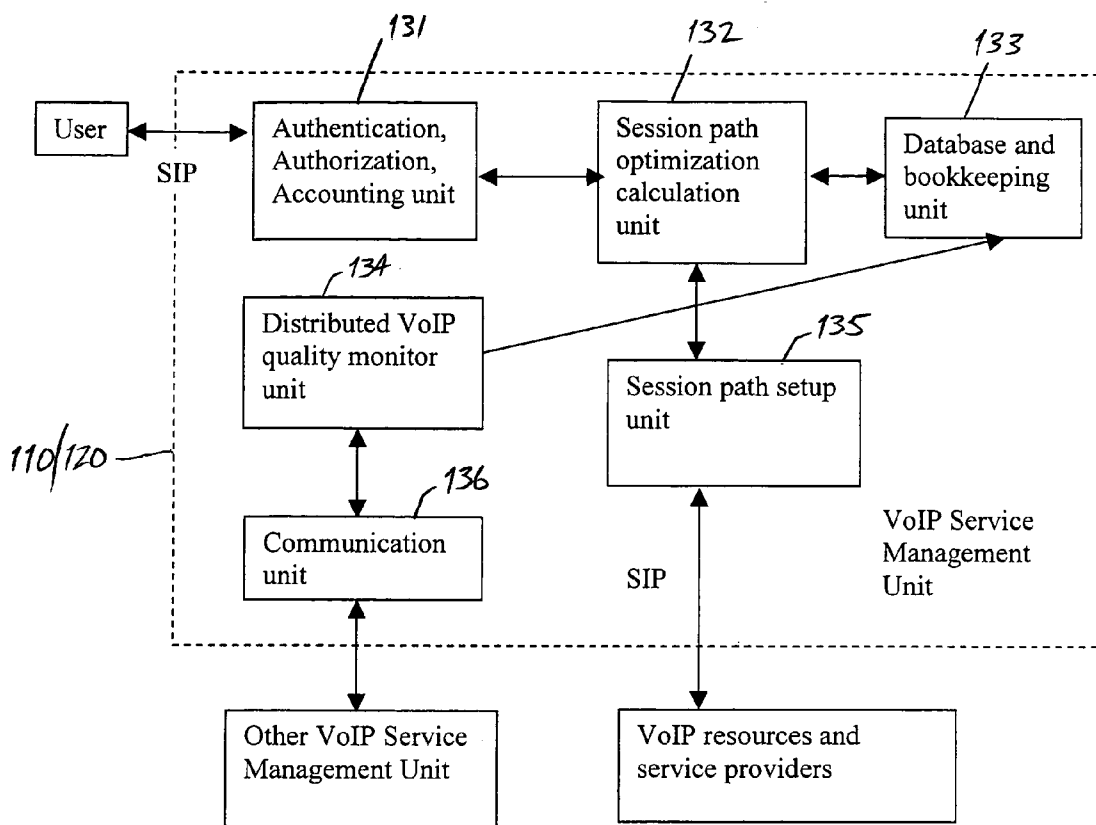 131
132
133
User
SIP
Authentication,
Authorization,
Accounting unit
Session path
optimization
calculation
unit
Database and
bookkeeping
unit
134
Distributed VoIP
quality monitor
unit
135
Session path setup
unit
110/120
136
Communication
unit
SIP
VoIP Service
Management
Unit
Other VoIP Service
Management Unit
VoIP resources and
service providers